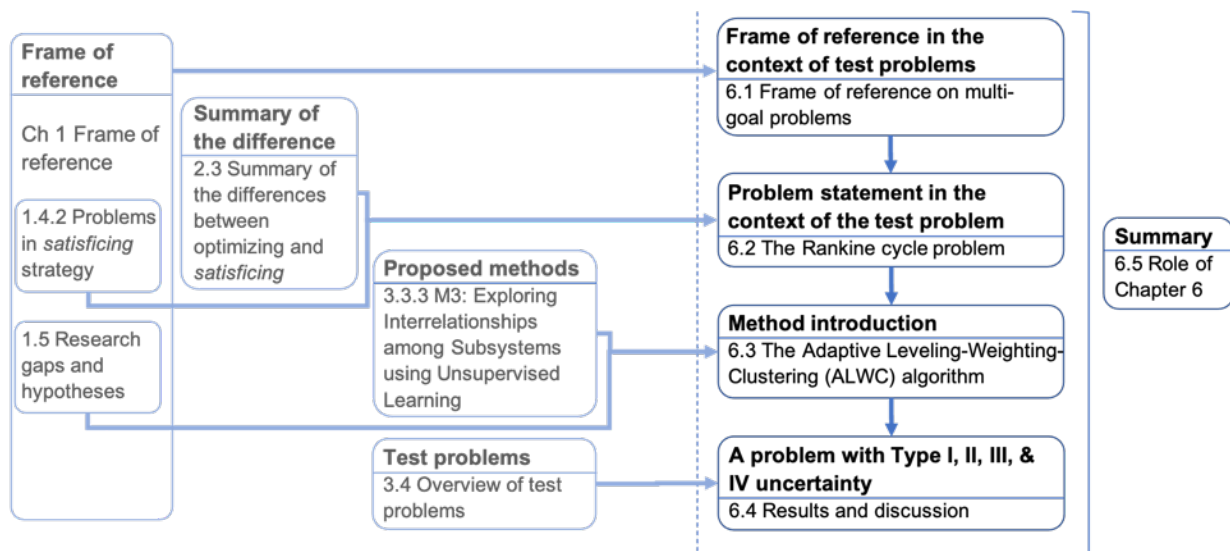 Frame of
reference
Ch 1 Frame of
reference
1.4.2 Problems
in satisficing
strategy
1.5 Research
gaps and
hypotheses
Summary of
the difference
2.3 Summary of
the differences
between
optimizing and
satisficing
Proposed methods
3.3.3 M3: Exploring
Interrelationships
among Subsystems
using Unsupervised
Learning
Test problems
3.4 Overview of test
problems
Frame of reference in the
context of test problems
6.1 Frame of reference on multi-
goal problems
Problem statement in the
context of the test problem
6.2 The Rankine cycle problem
Method introduction
6.3 The Adaptive Leveling-Weighting-
Clustering (ALWC) algorithm
A problem with Type I, II, III, &
IV uncertainty
6.4 Results and discussion
Summary
6.5 Role of
Chapter 6